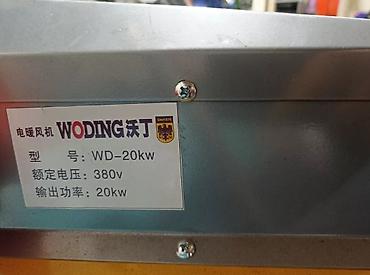 电暖风机 WODING沃丁
型 号：WD-20kw
额定电压：380v
输出功率：20kw